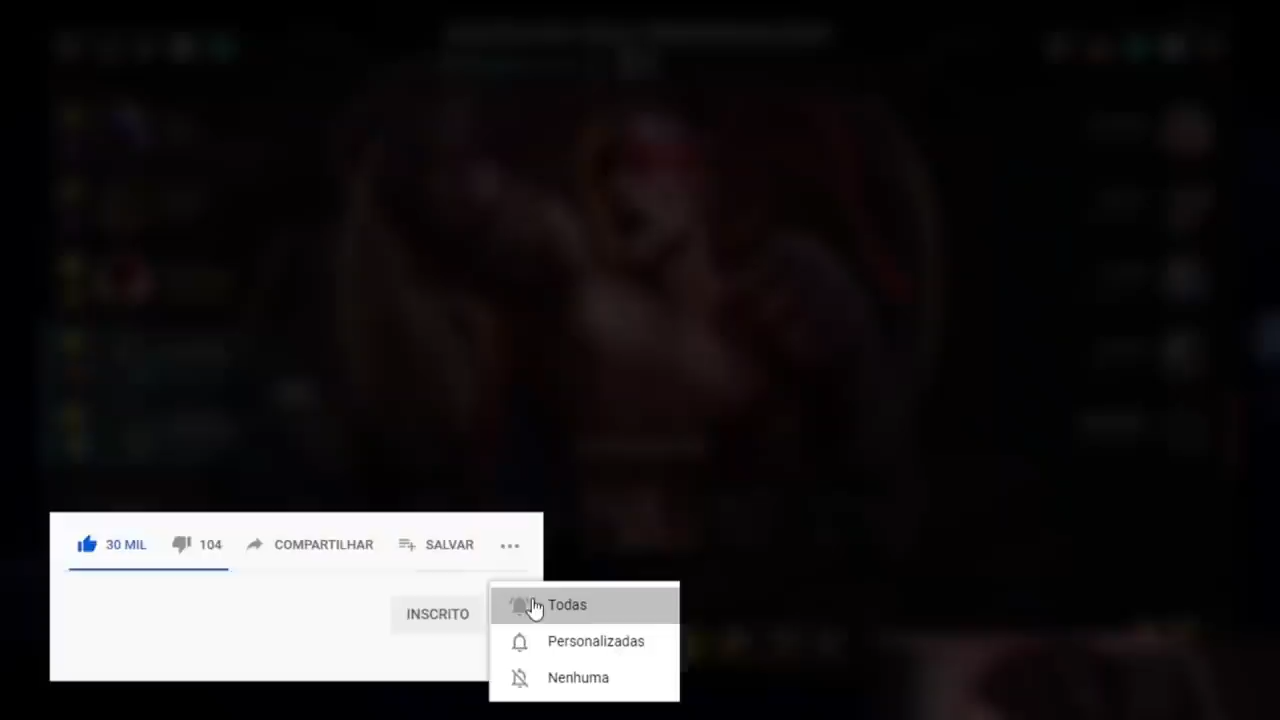 30 MIL 104 COMPARTILHAR SALVAR
INSCRITO
Todas
Personalizadas
Nenhuma